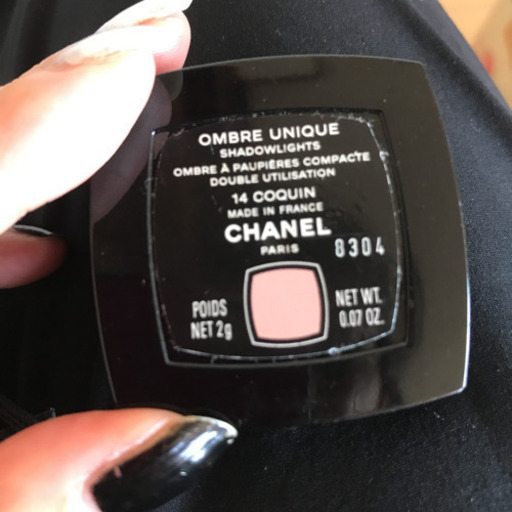 OMBRE UNIQUE
SHADOWLIGHTS
OMBRE À PAUPIÈRES COMPACTE
DOUBLE UTILISATION
14 COQUIN
MADE IN FRANCE
CHANEL
PARIS
8304
POIDS
NET 2g
NET WT.
0.07 OZ.